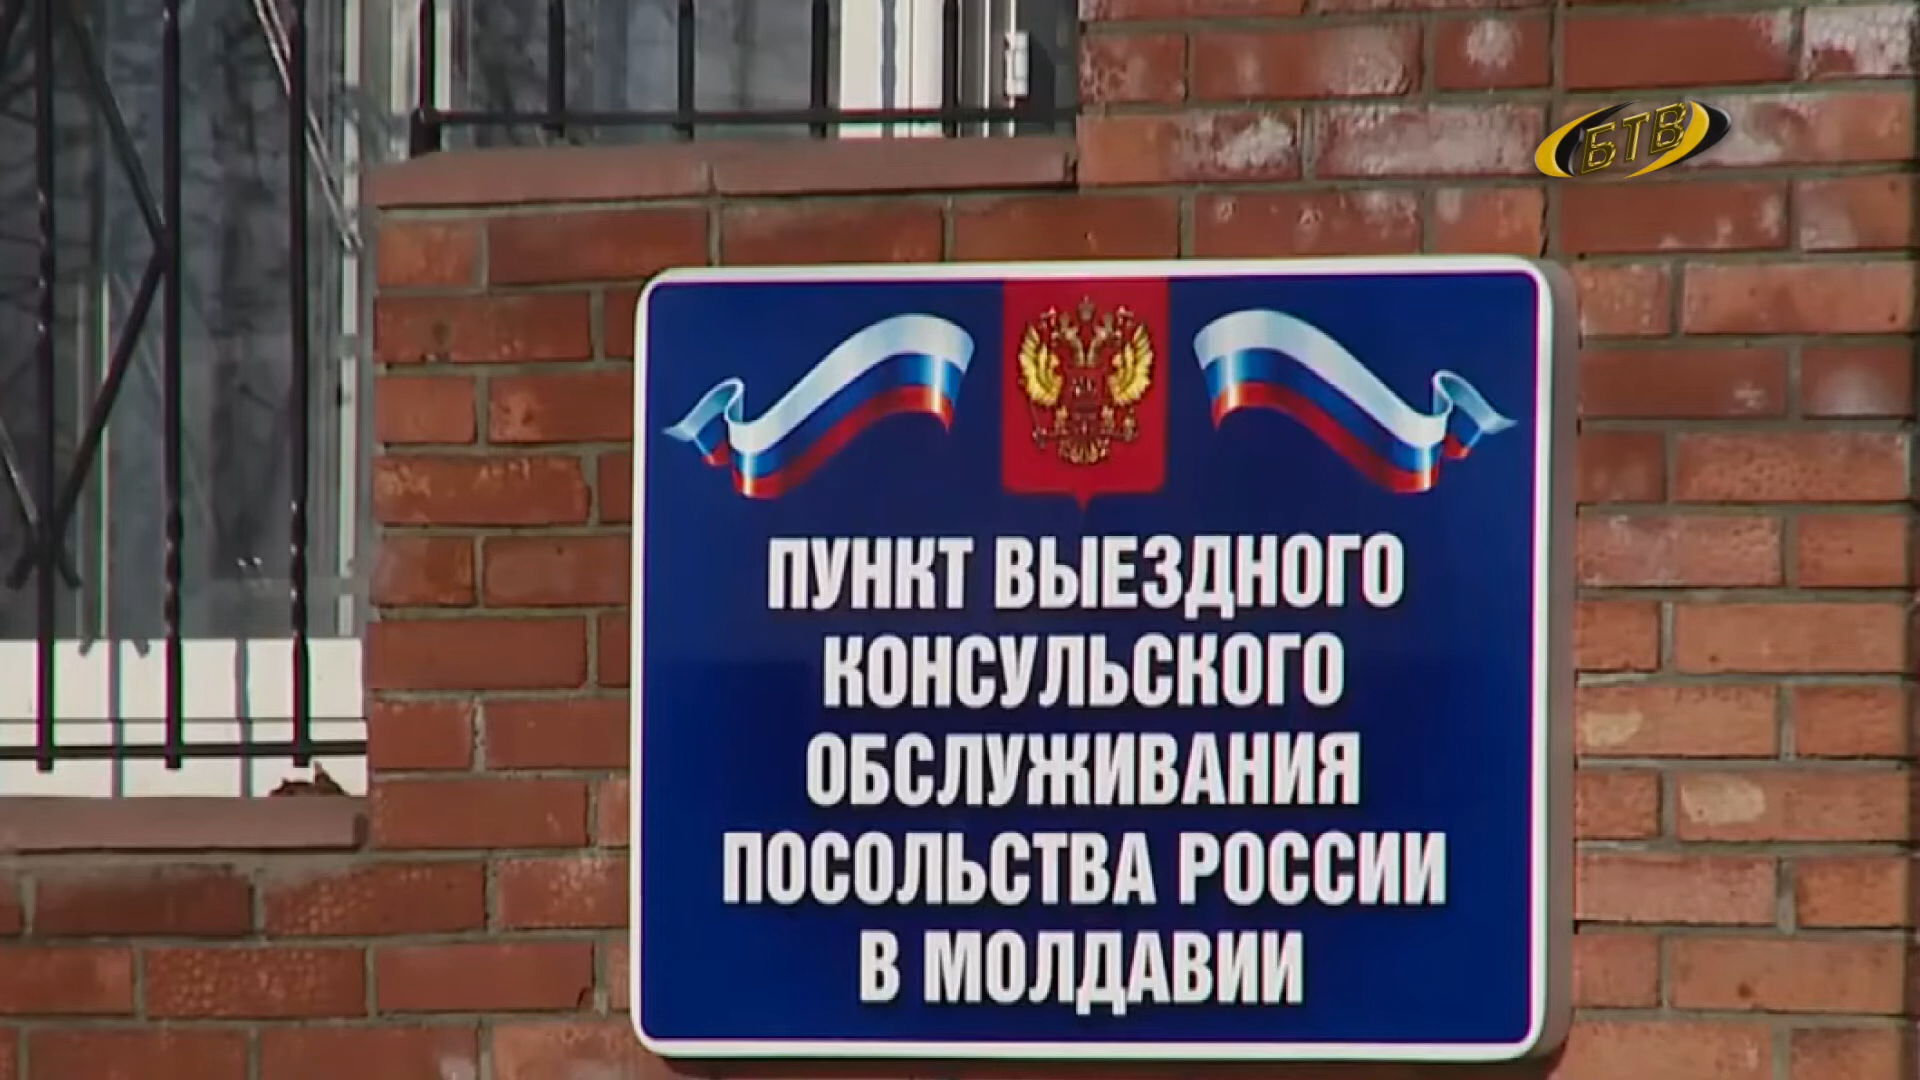 БТВ
ПУНКТ ВЫЕЗДНОГО
КОНСУЛЬСКОГО
ОБСЛУЖИВАНИЯ
ПОСОЛЬСТВА РОССИИ
В МОЛДАВИИ